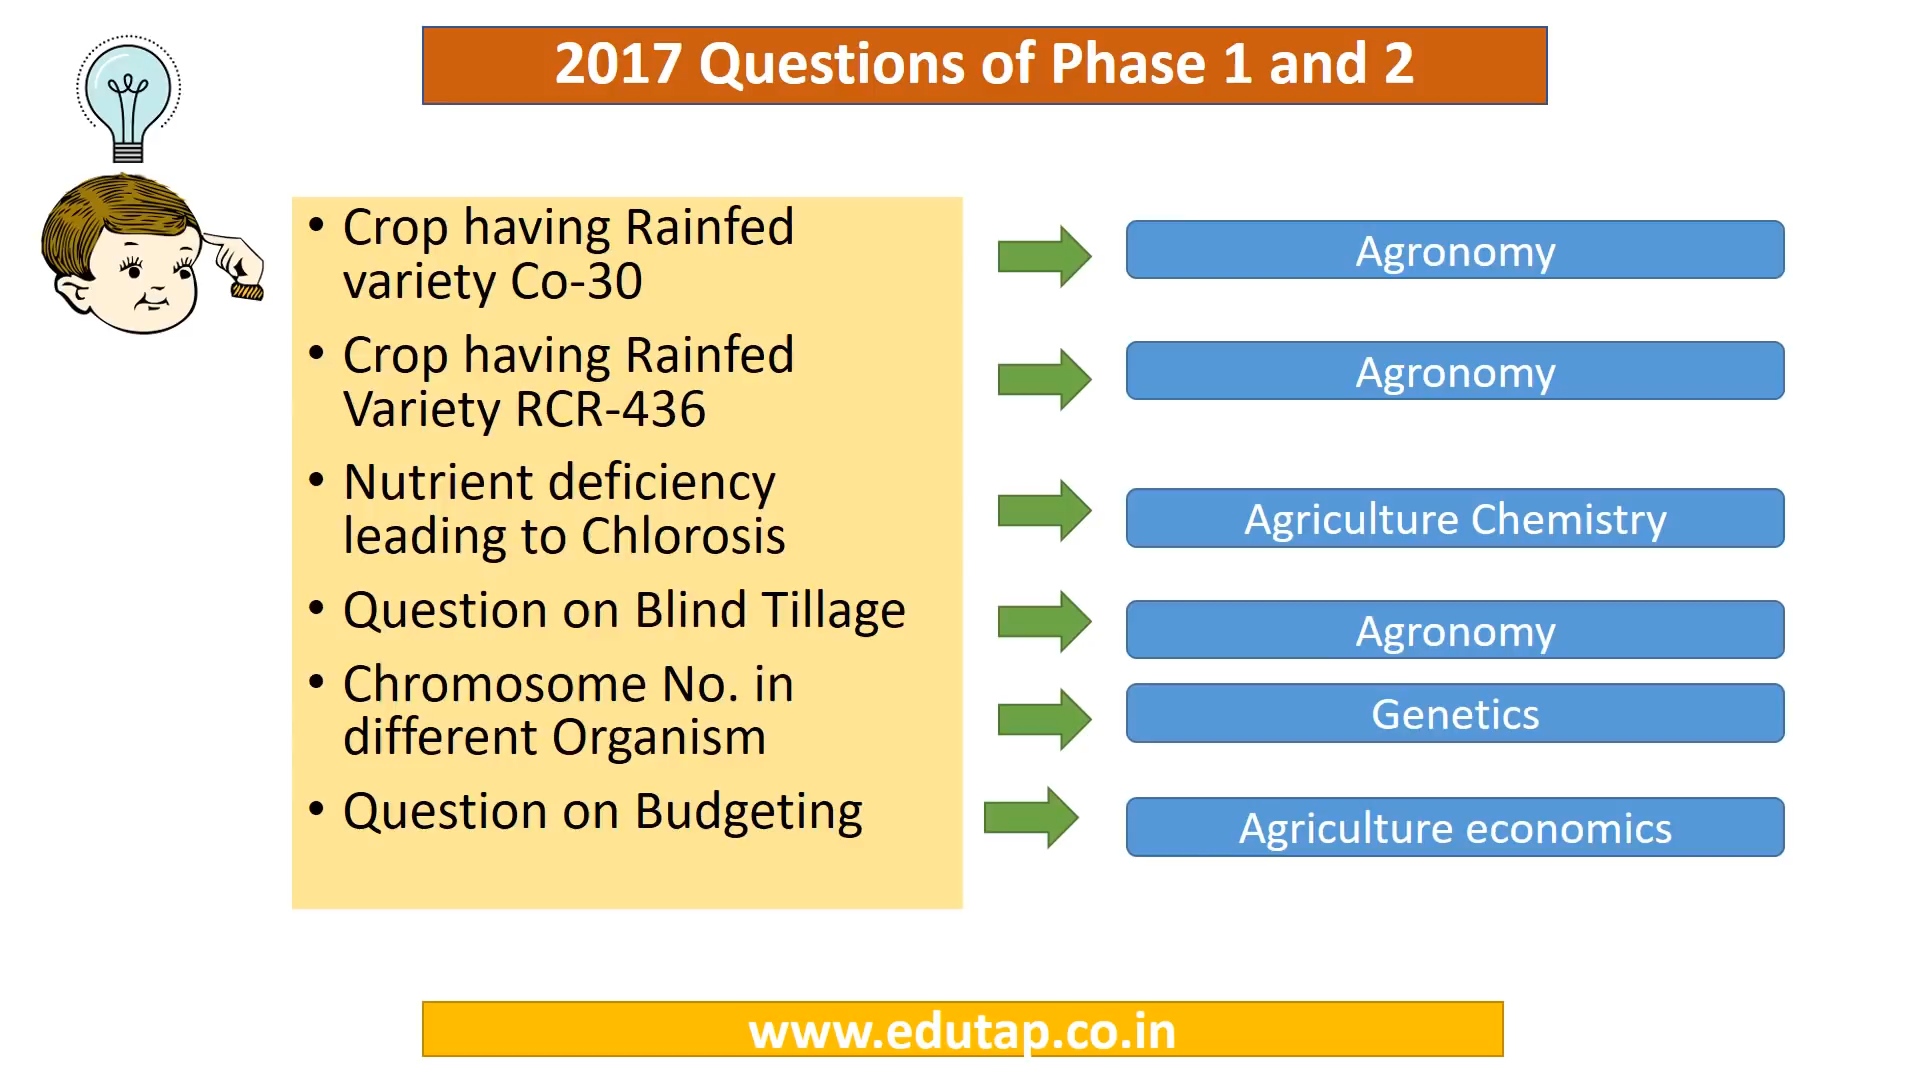 2017 Questions of Phase 1 and 2
• Crop having Rainfed
variety Co-30
Agronomy
• Crop having Rainfed
Variety RCR-436
Agronomy
• Nutrient deficiency
leading to Chlorosis
Agriculture Chemistry
• Question on Blind Tillage
Agronomy
• Chromosome No. in
different Organism
Genetics
• Question on Budgeting
Agriculture economics
www.edutap.co.in